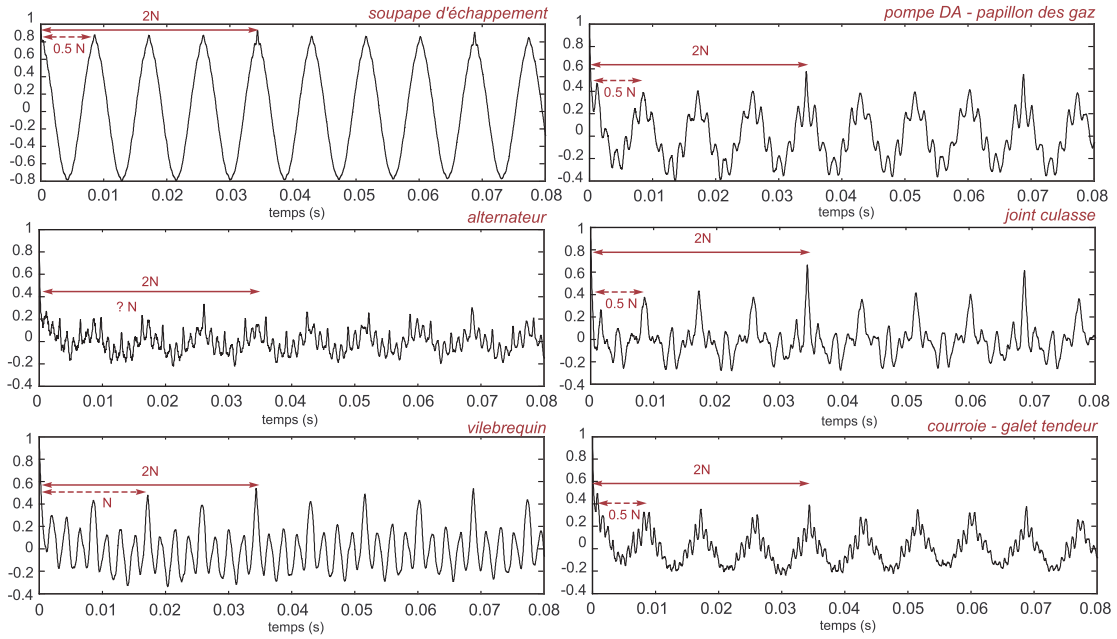 soupape d'échappement
2N
0.5 N
1
0.8
0.6
0.4
0.2
0
-0.2
-0.4
-0.6
-0.8
0 0.01 0.02 0.03 0.04 0.05 0.06 0.07 0.08
temps (s)
pompe DA - papillon des gaz
2N
0.5 N
1
0.8
0.6
0.4
0.2
0
-0.2
-0.4
0 0.01 0.02 0.03 0.04 0.05 0.06 0.07 0.08
temps (s)
alternateur
2N
? N
1
0.8
0.6
0.4
0.2
0
-0.2
-0.4
0 0.01 0.02 0.03 0.04 0.05 0.06 0.07 0.08
temps (s)
joint culasse
2N
0.5 N
1
0.8
0.6
0.4
0.2
0
-0.2
-0.4
0 0.01 0.02 0.03 0.04 0.05 0.06 0.07 0.08
temps (s)
vilebrequin
2N
N
1
0.8
0.6
0.4
0.2
0
-0.2
-0.4
0 0.01 0.02 0.03 0.04 0.05 0.06 0.07 0.08
temps (s)
courroie - galet tendeur
2N
0.5 N
1
0.8
0.6
0.4
0.2
0
-0.2
-0.4
0 0.01 0.02 0.03 0.04 0.05 0.06 0.07 0.08
temps (s)